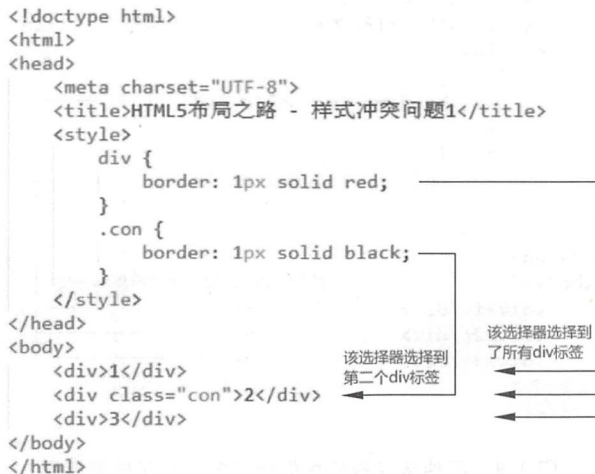 <!doctype html>
<html>
<head>
    <meta charset="UTF-8">
    <title>HTML5布局之路 - 样式冲突问题1</title>
    <style>
        div {
            border: 1px solid red;
        }
        .con {
            border: 1px solid black;
        }
    </style>
</head>
<body>
    <div>1</div>
    <div class="con">2</div>
    <div>3</div>
</body>
</html>
该选择器选择到
第二个div标签
该选择器选择到
了所有div标签